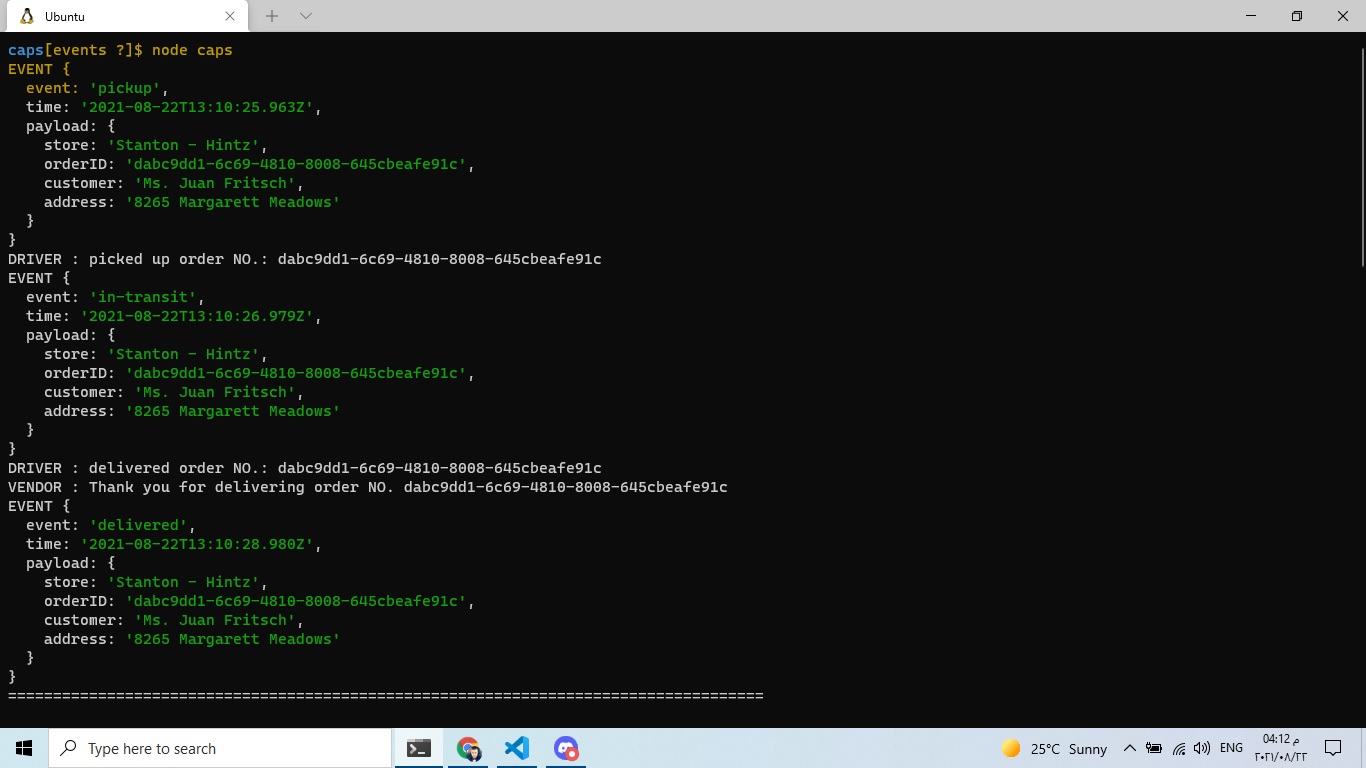 Ubuntu
caps[events ?]$ node caps
EVENT {
  event: 'pickup',
  time: '2021-08-22T13:10:25.963Z',
  payload: {
    store: 'Stanton - Hintz',
    orderID: 'dabc9dd1-6c69-4810-8008-645cbeafe91c',
    customer: 'Ms. Juan Fritsch',
    address: '8265 Margarett Meadows'
  }
}
DRIVER : picked up order NO.: dabc9dd1-6c69-4810-8008-645cbeafe91c
EVENT {
  event: 'in-transit',
  time: '2021-08-22T13:10:26.979Z',
  payload: {
    store: 'Stanton - Hintz',
    orderID: 'dabc9dd1-6c69-4810-8008-645cbeafe91c',
    customer: 'Ms. Juan Fritsch',
    address: '8265 Margarett Meadows'
  }
}
DRIVER : delivered order NO.: dabc9dd1-6c69-4810-8008-645cbeafe91c
VENDOR : Thank you for delivering order NO. dabc9dd1-6c69-4810-8008-645cbeafe91c
EVENT {
  event: 'delivered',
  time: '2021-08-22T13:10:28.980Z',
  payload: {
    store: 'Stanton - Hintz',
    orderID: 'dabc9dd1-6c69-4810-8008-645cbeafe91c',
    customer: 'Ms. Juan Fritsch',
    address: '8265 Margarett Meadows'
  }
}
====================================================================================
Type here to search
25°C Sunny
ENG
04:12 م
٢٠٢١/٠٨/٢٢